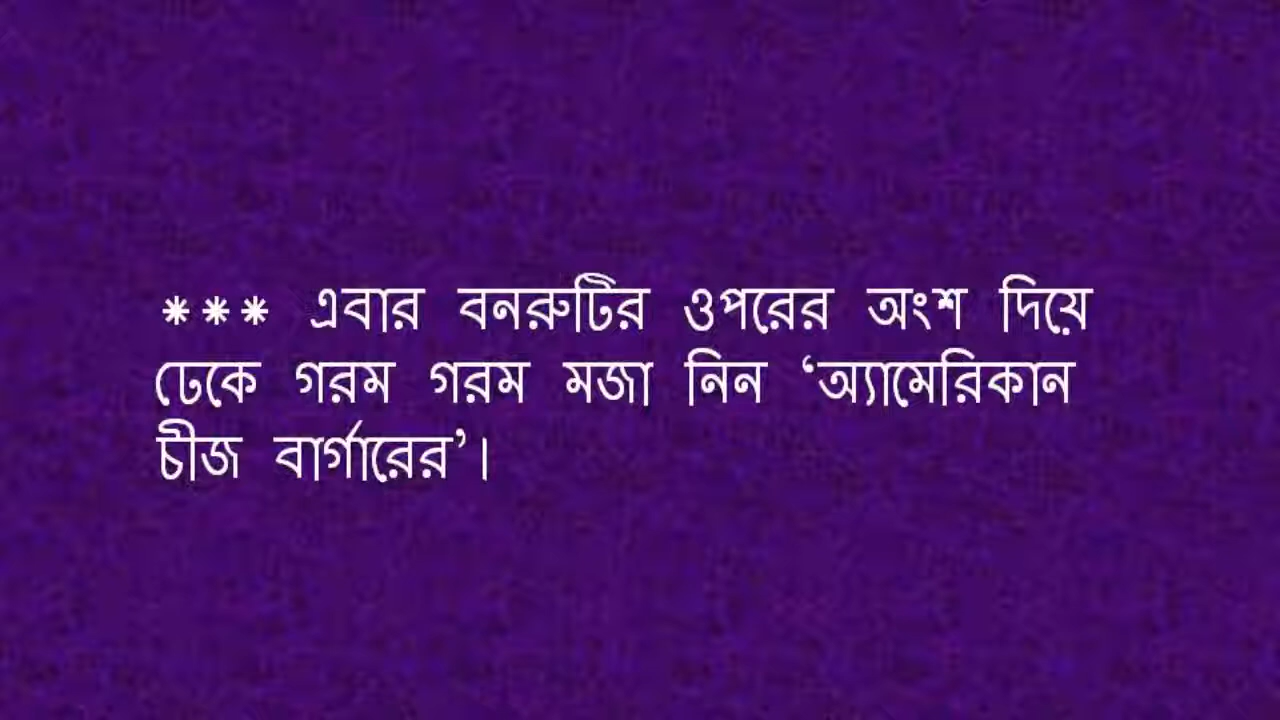 *** এবার বনরুটির ওপরের অংশ দিয়ে
ঢেকে গরম গরম মজা নিন ‘অ্যামেরিকান
চীজ বার্গারের’।